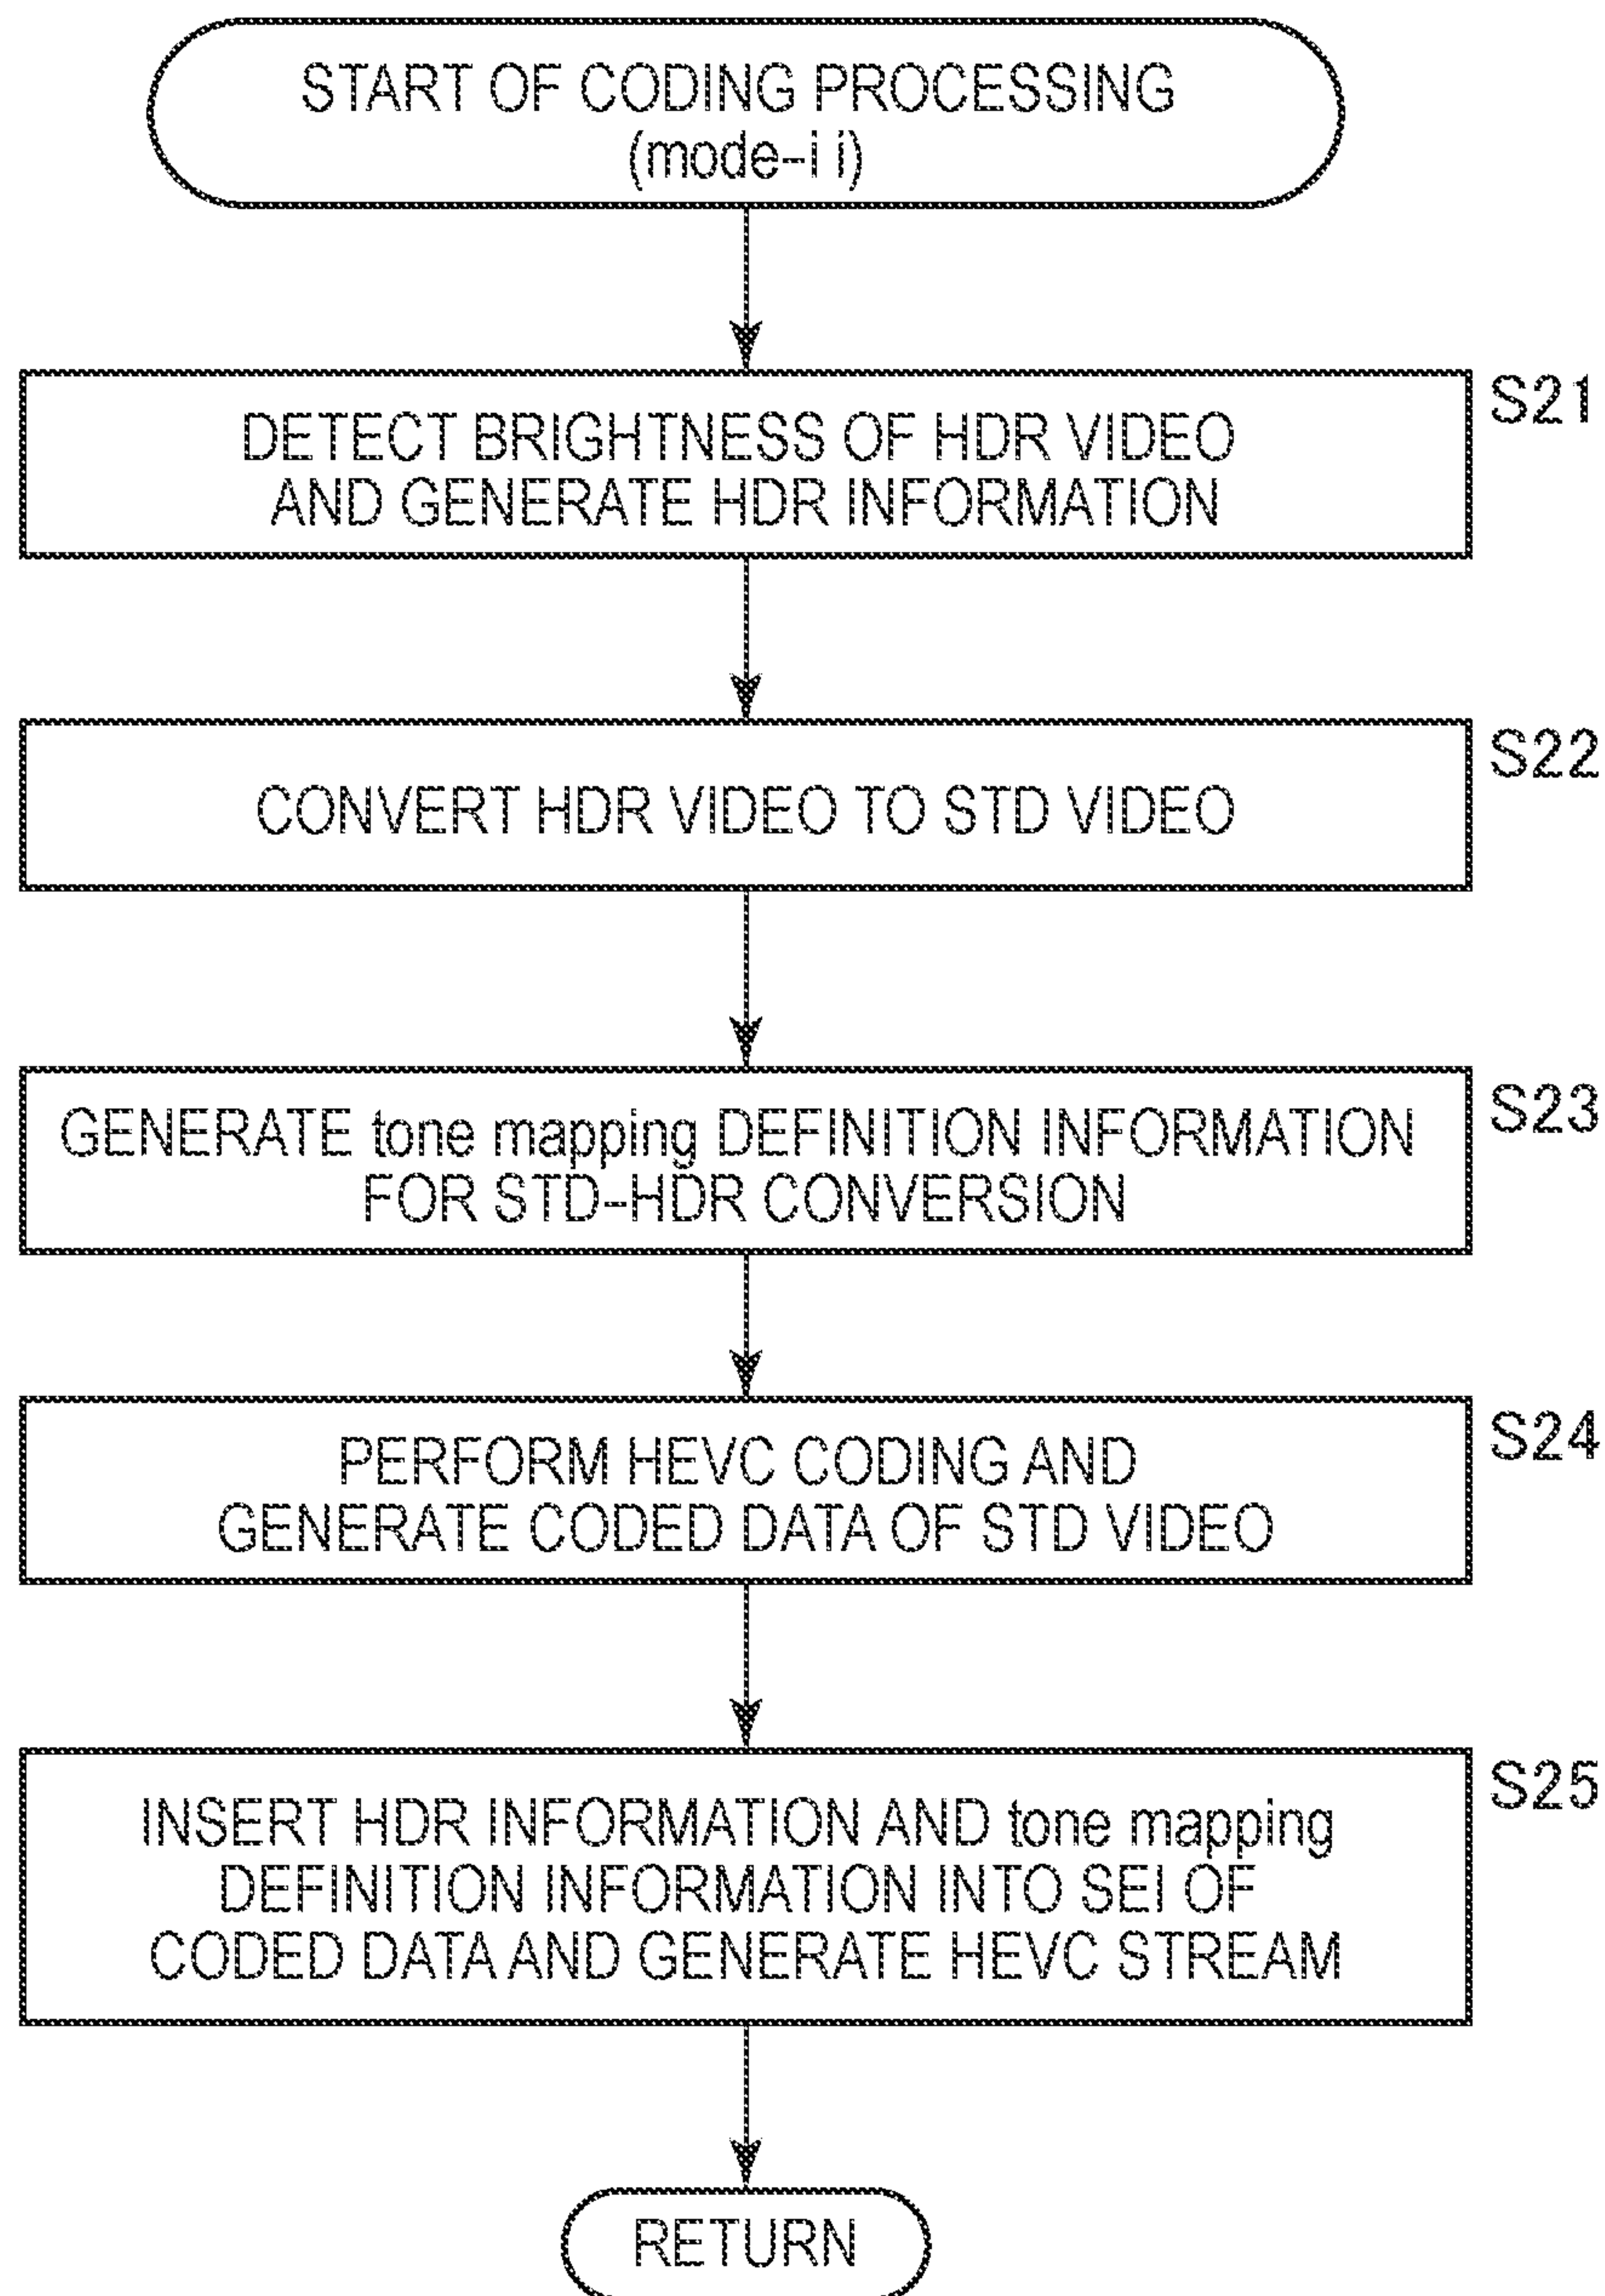 START OF CODING PROCESSING
(mode-i i)
S21
DETECT BRIGHTNESS OF HDR VIDEO
AND GENERATE HDR INFORMATION
S22
CONVERT HDR VIDEO TO STD VIDEO
S23
GENERATE tone mapping DEFINITION INFORMATION
FOR STD-HDR CONVERSION
S24
PERFORM HEVC CODING AND
GENERATE CODED DATA OF STD VIDEO
S25
INSERT HDR INFORMATION AND tone mapping
DEFINITION INFORMATION INTO SEI OF
CODED DATA AND GENERATE HEVC STREAM
RETURN